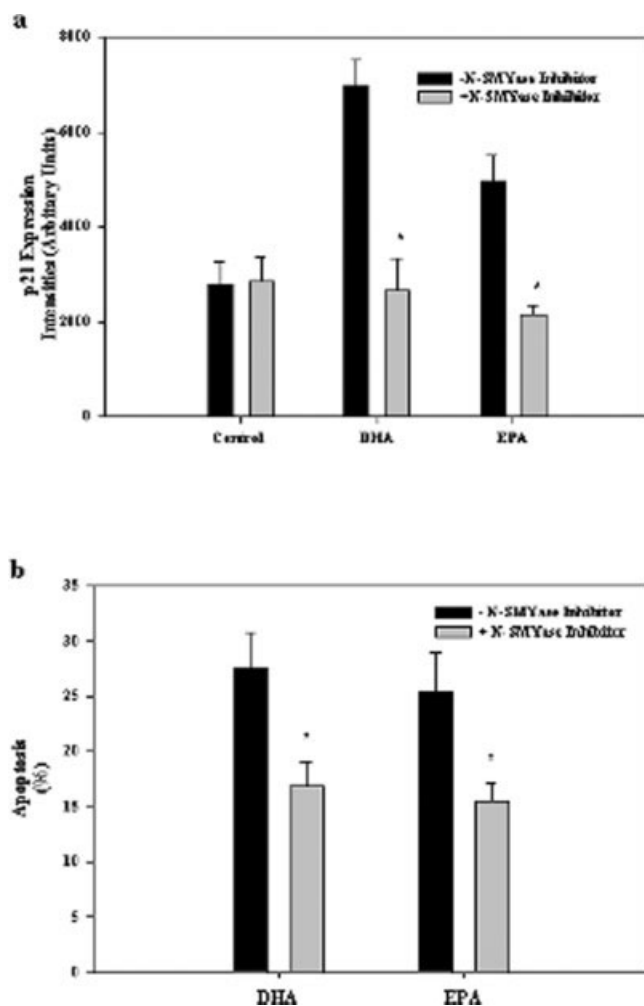 a
8000
6000
4000
2000
0
p21 Expression
Intensities (Arbitrary Units)
-N-SMYase Inhibitor
+N-SMYase Inhibitor
*
*
Control DHA EPA
b
35
30
25
20
15
10
5
0
Apoptosis
(%)
- N-SMYase Inhibitor
+ N-SMYase Inhibitor
*
*
DHA EPA